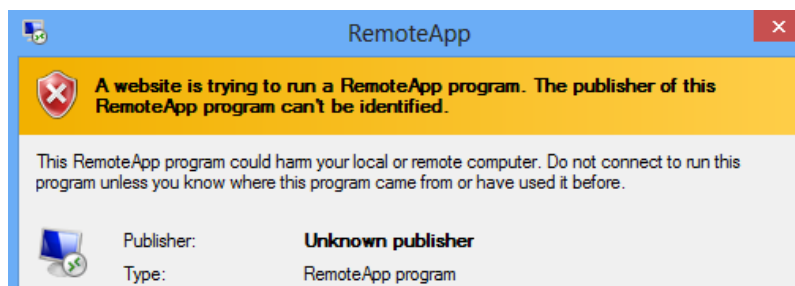 RemoteApp
A website is trying to run a RemoteApp program. The publisher of this
RemoteApp program can't be identified.
This RemoteApp program could harm your local or remote computer. Do not connect to run this
program unless you know where this program came from or have used it before.
Publisher: Unknown publisher
Type: RemoteApp program